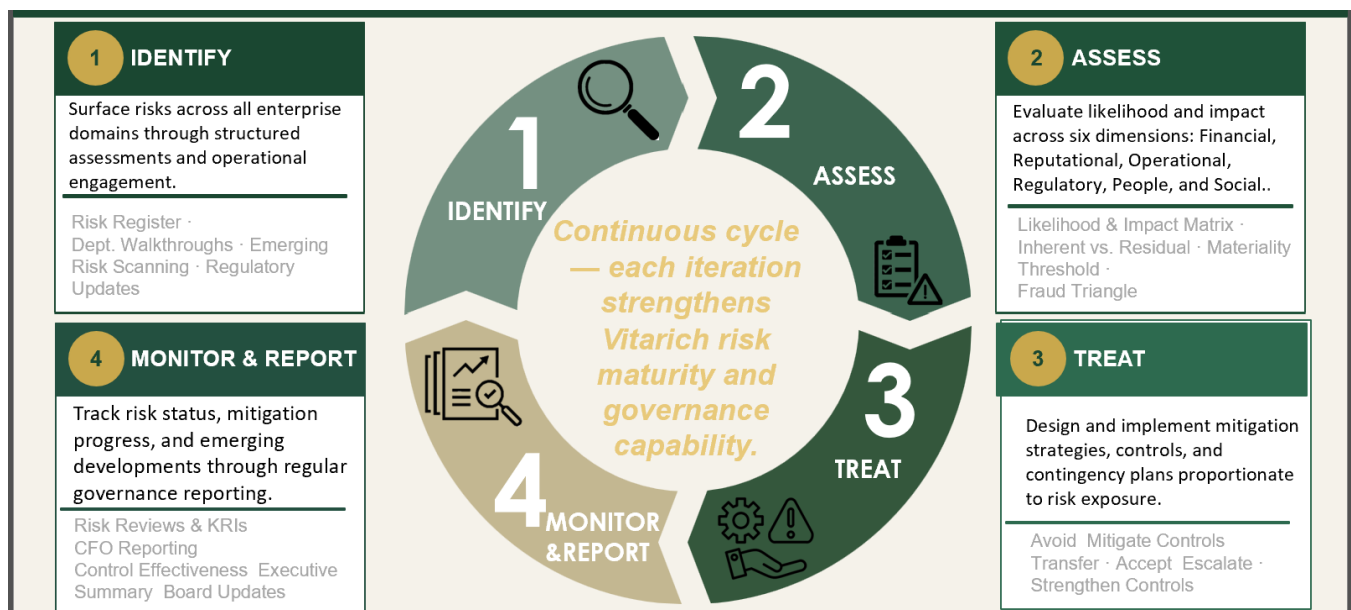 1 IDENTIFY
Surface risks across all enterprise
domains through structured
assessments and operational
engagement.
Risk Register ·
Dept. Walkthroughs · Emerging
Risk Scanning · Regulatory
Updates
2 ASSESS
Evaluate likelihood and impact
across six dimensions: Financial,
Reputational, Operational,
Regulatory, People, and Social..
Likelihood & Impact Matrix ·
Inherent vs. Residual · Materiality
Threshold ·
Fraud Triangle
1
IDENTIFY
2
ASSESS
3
TREAT
4
MONITOR
&REPORT
Continuous cycle
— each iteration
strengthens
Vitarich risk
maturity and
governance
capability.
4 MONITOR & REPORT
Track risk status, mitigation
progress, and emerging
developments through regular
governance reporting.
Risk Reviews & KRIs
CFO Reporting
Control Effectiveness  Executive
Summary  Board Updates
3 TREAT
Design and implement mitigation
strategies, controls, and
contingency plans proportionate
to risk exposure.
Avoid  Mitigate Controls
Transfer · Accept  Escalate ·
Strengthen Controls